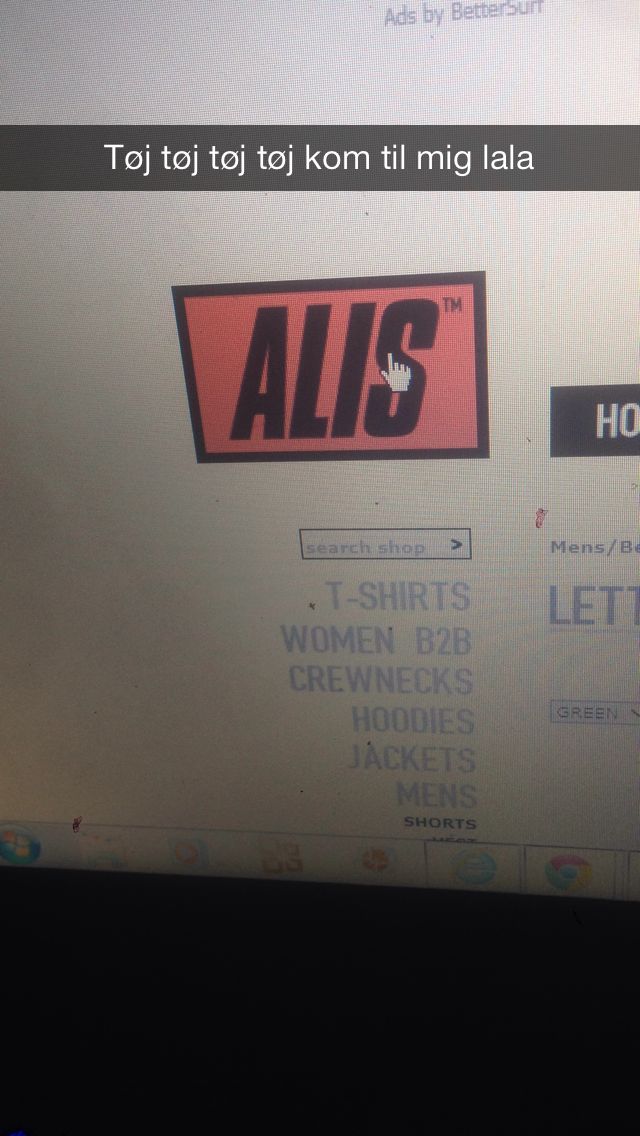 Ads by BetterSurf
Tøj tøj tøj tøj kom til mig lala
ALIS™
HO
search shop >
Mens/Be
T-SHIRTS
LETT
WOMEN B2B
CREWNECKS
HOODIES
GREEN
JACKETS
MENS
SHORTS